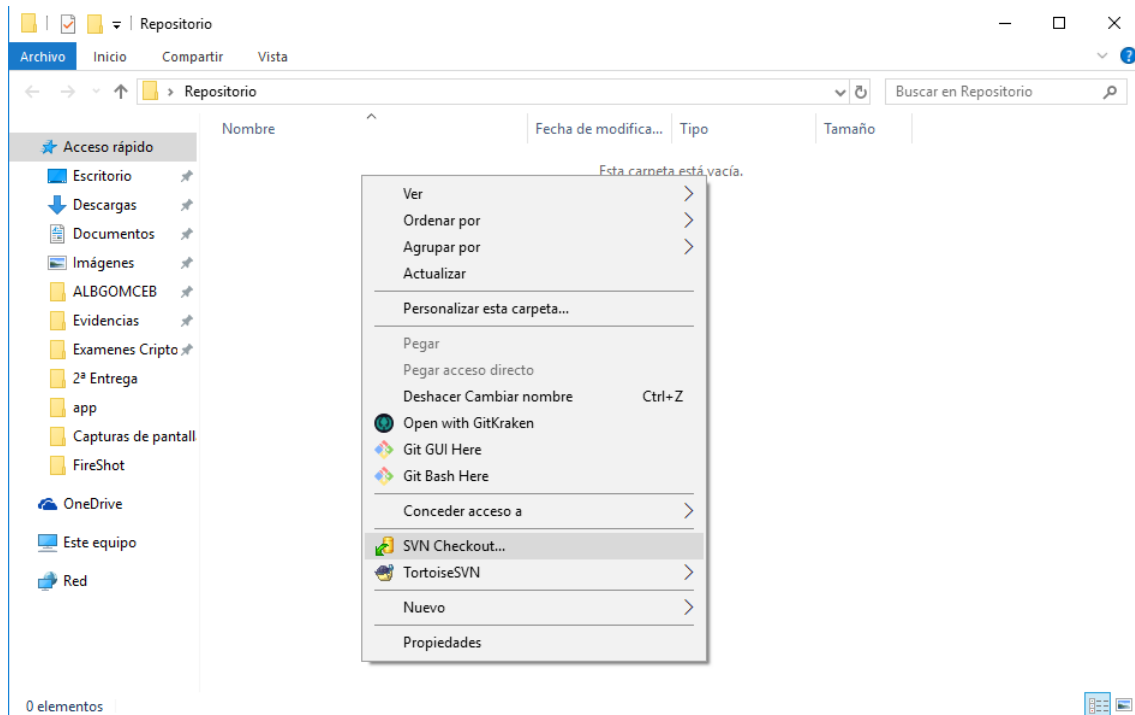 Repositorio
Archivo Inicio Compartir Vista
Repositorio
Buscar en Repositorio
Nombre Fecha de modifica... Tipo Tamaño
Esta carpeta está vacía.
Acceso rápido
Escritorio
Descargas
Documentos
Imágenes
ALBGOMCEB
Evidencias
Examenes Cripto
2ª Entrega
app
Capturas de pantall
FireShot
OneDrive
Este equipo
Red
Ver
Ordenar por
Agrupar por
Actualizar
Personalizar esta carpeta...
Pegar
Pegar acceso directo
Deshacer Cambiar nombre Ctrl+Z
Open with GitKraken
Git GUI Here
Git Bash Here
Conceder acceso a
SVN Checkout...
TortoiseSVN
Nuevo
Propiedades
0 elementos